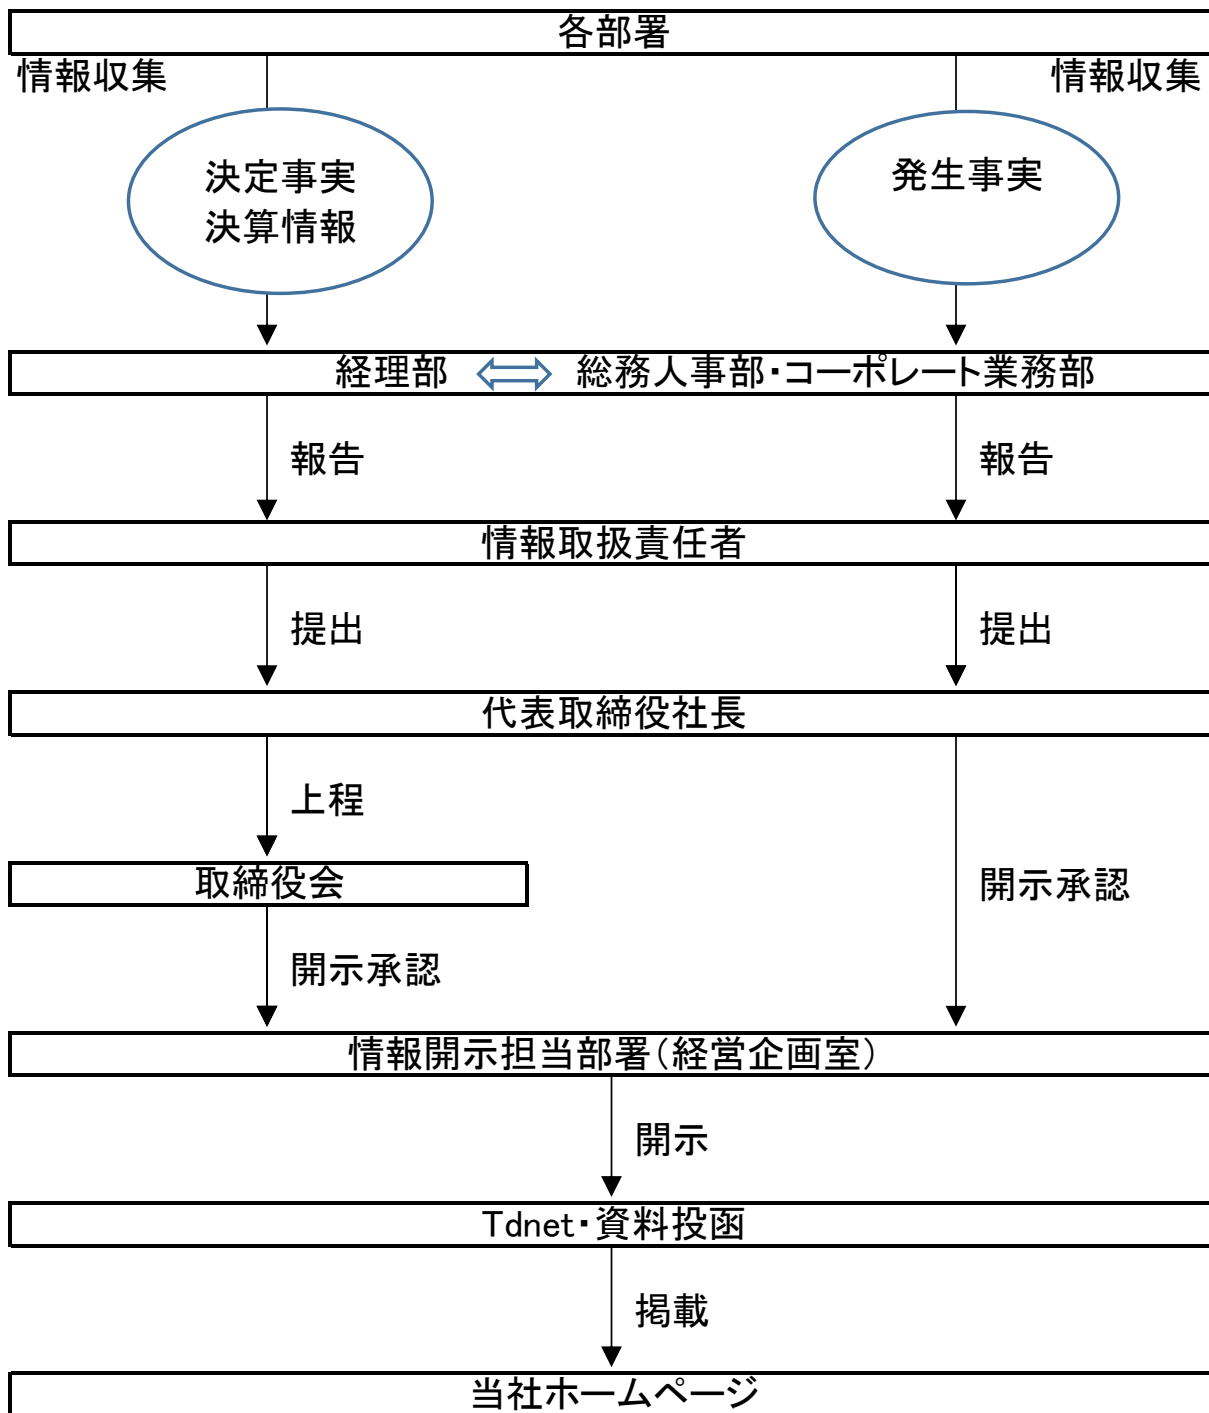 各部署
情報収集
情報収集
決定事実
決算情報
発生事実
経理部 ⇔ 総務人事部・コーポレート業務部
報告
報告
情報取扱責任者
提出
提出
代表取締役社長
上程
取締役会
開示承認
開示承認
情報開示担当部署(経営企画室)
開示
Tdnet・資料投函
掲載
当社ホームページ